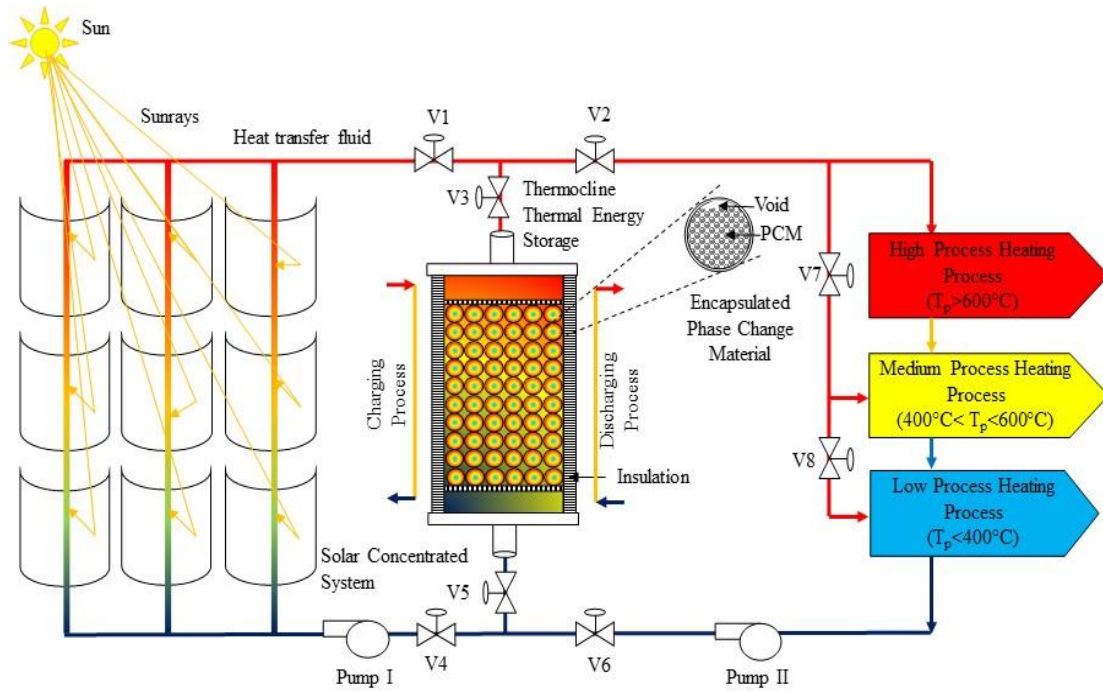 Sun
Sunrays
Heat transfer fluid
V1
V2
V3
Thermocline
Thermal Energy
Storage
Void
PCM
Encapsulated
Phase Change
Material
V7
High Process Heating
Process
(Tp>600°C)
Medium Process Heating
Process
(400°C< Tp<600°C)
V8
Low Process Heating
Process
(Tp<400°C)
Charging
Process
Discharging
Process
Insulation
Solar Concentrated
System
V5
Pump I
V4
V6
Pump II